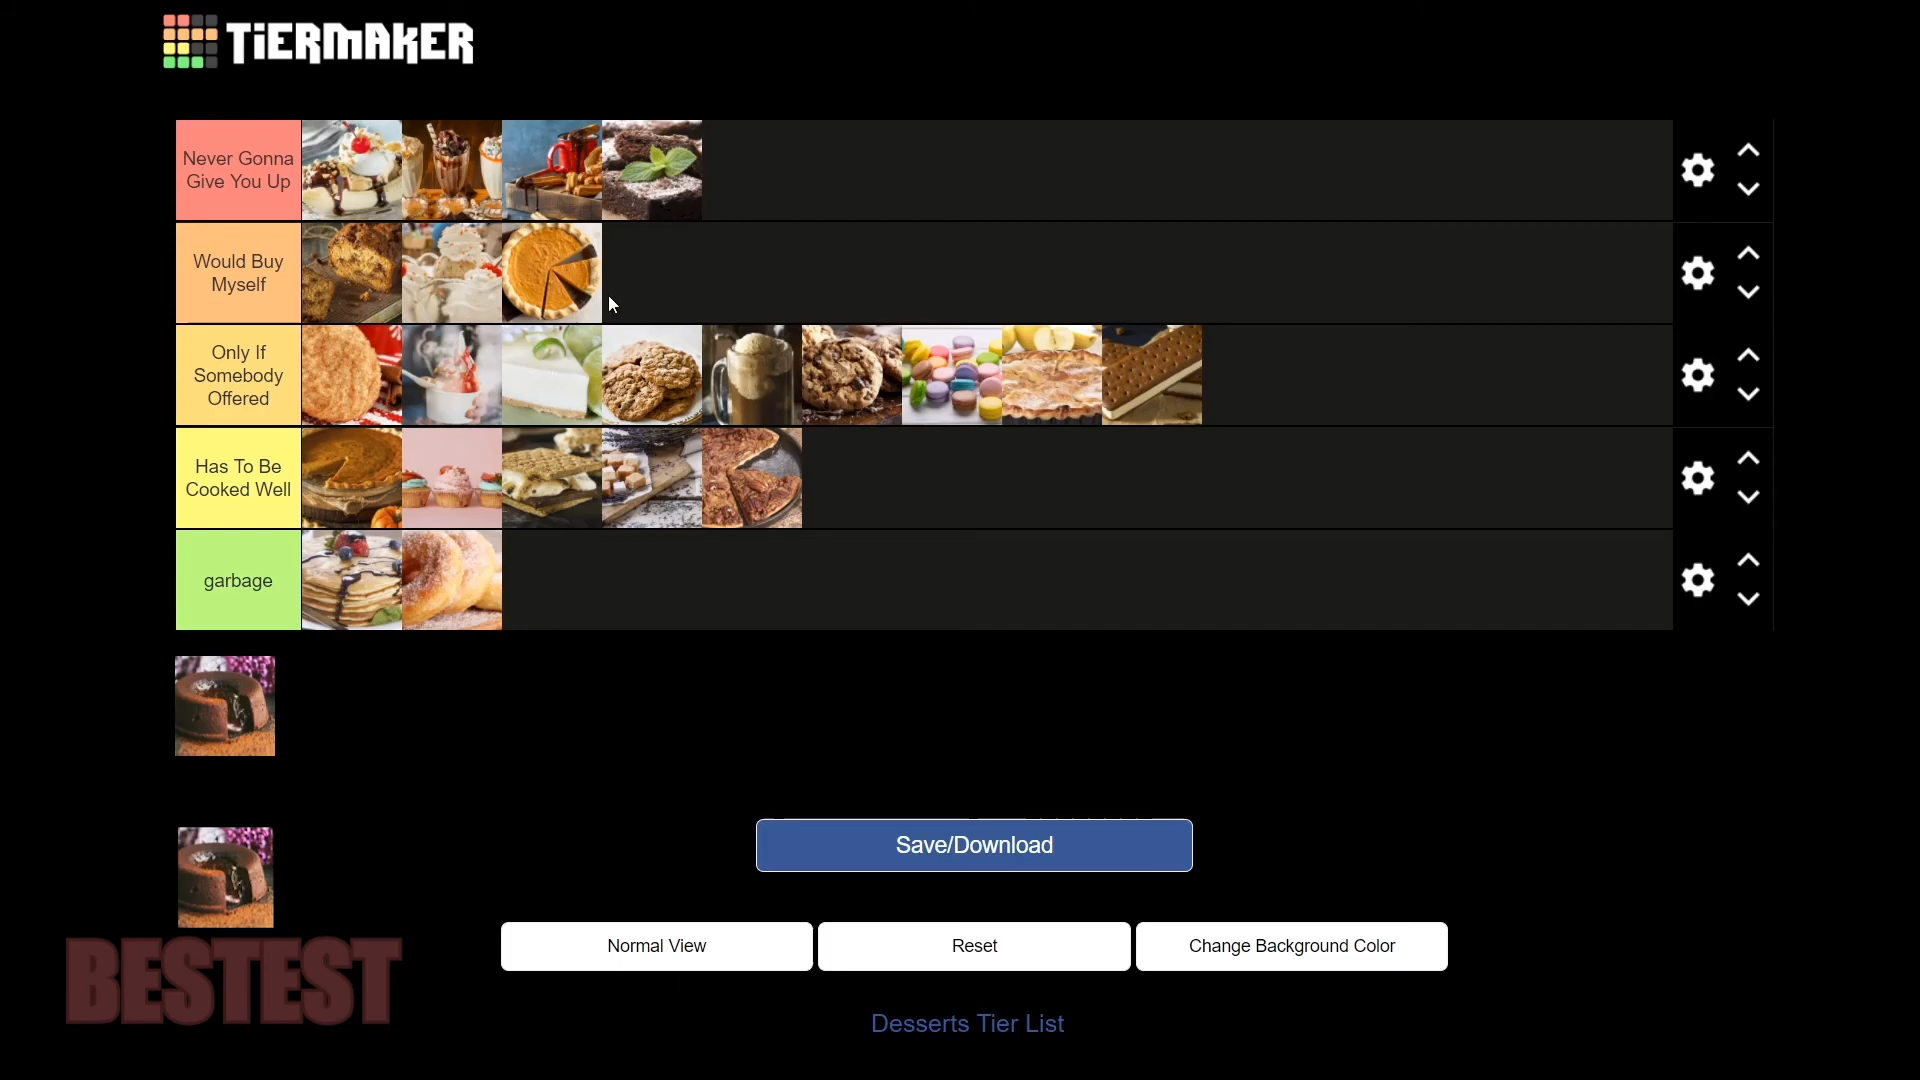 TiERMAKER
Never Gonna
Give You Up
Would Buy
Myself
Only If
Somebody
Offered
Has To Be
Cooked Well
garbage
Save/Download
Normal View
Reset
Change Background Color
BESTEST
Desserts Tier List